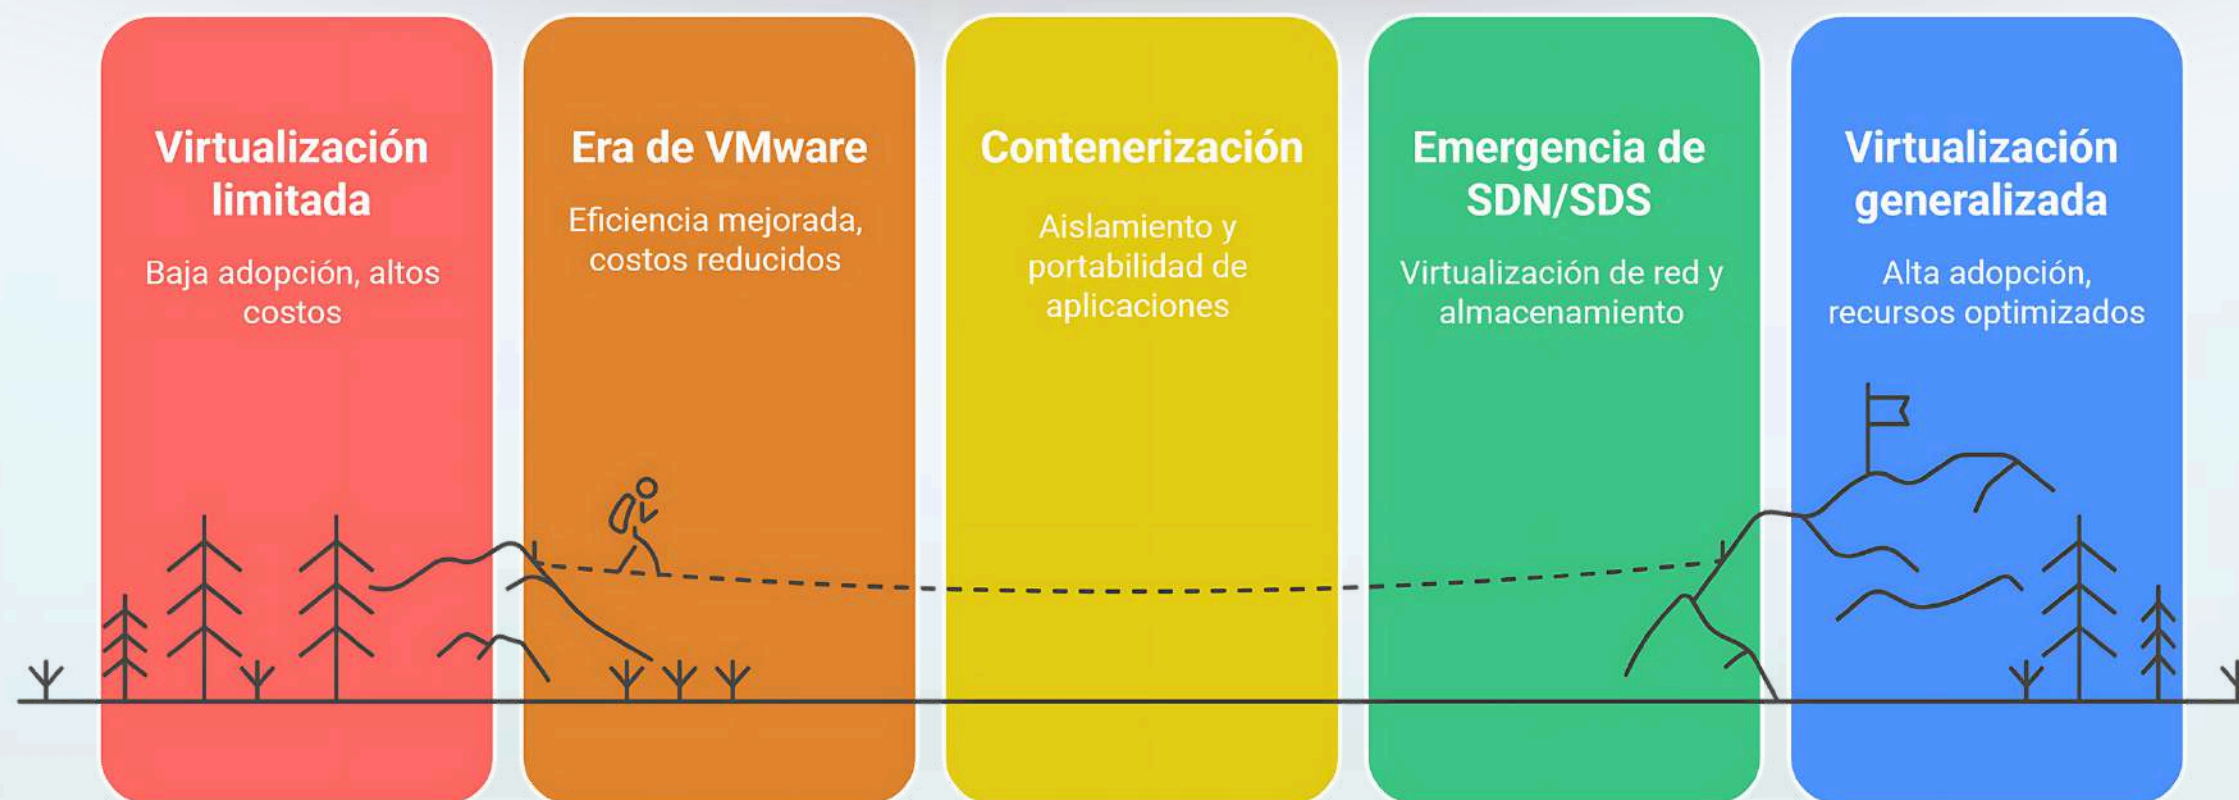 Virtualización
limitada
Baja adopción, altos
costos
Era de VMware
Eficiencia mejorada,
costos reducidos
Contenerización
Aislamiento y
portabilidad de
aplicaciones
Emergencia de
SDN/SDS
Virtualización de red y
almacenamiento
Virtualización
generalizada
Alta adopción,
recursos optimizados